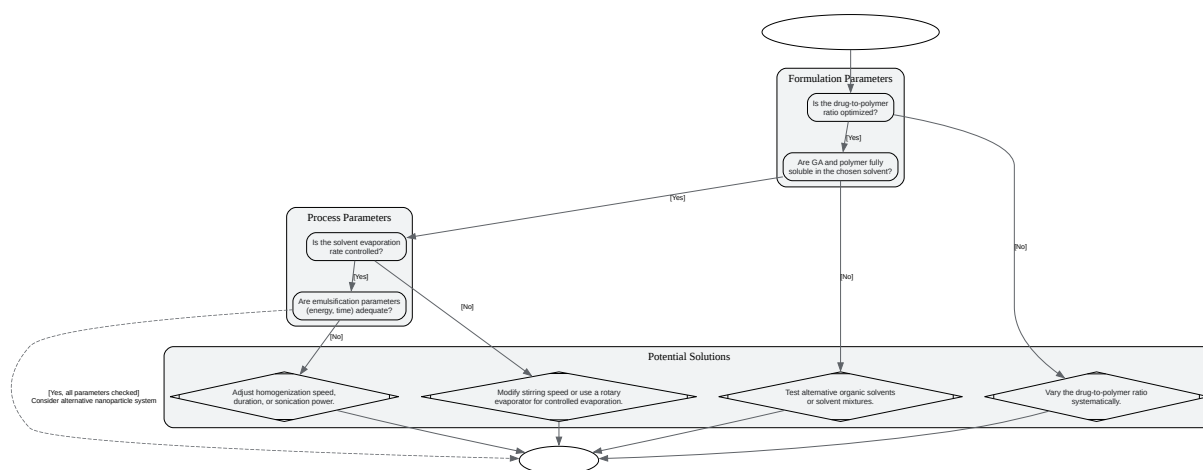 Formulation Parameters
Is the drug-to-polymer
ratio optimized?
[Yes]
Are GA and polymer fully
soluble in the chosen solvent?
[Yes]
Process Parameters
Is the solvent evaporation
rate controlled?
[No]
[Yes]
[No]
Are emulsification parameters
(energy, time) adequate?
[No]
[No]
Potential Solutions
[Yes, all parameters checked]
Consider alternative nanoparticle system
Adjust homogenization speed,
duration, or sonication power.
Modify stirring speed or use a rotary
evaporator for controlled evaporation.
Test alternative organic solvents
or solvent mixtures.
Vary the drug-to-polymer ratio
systematically.